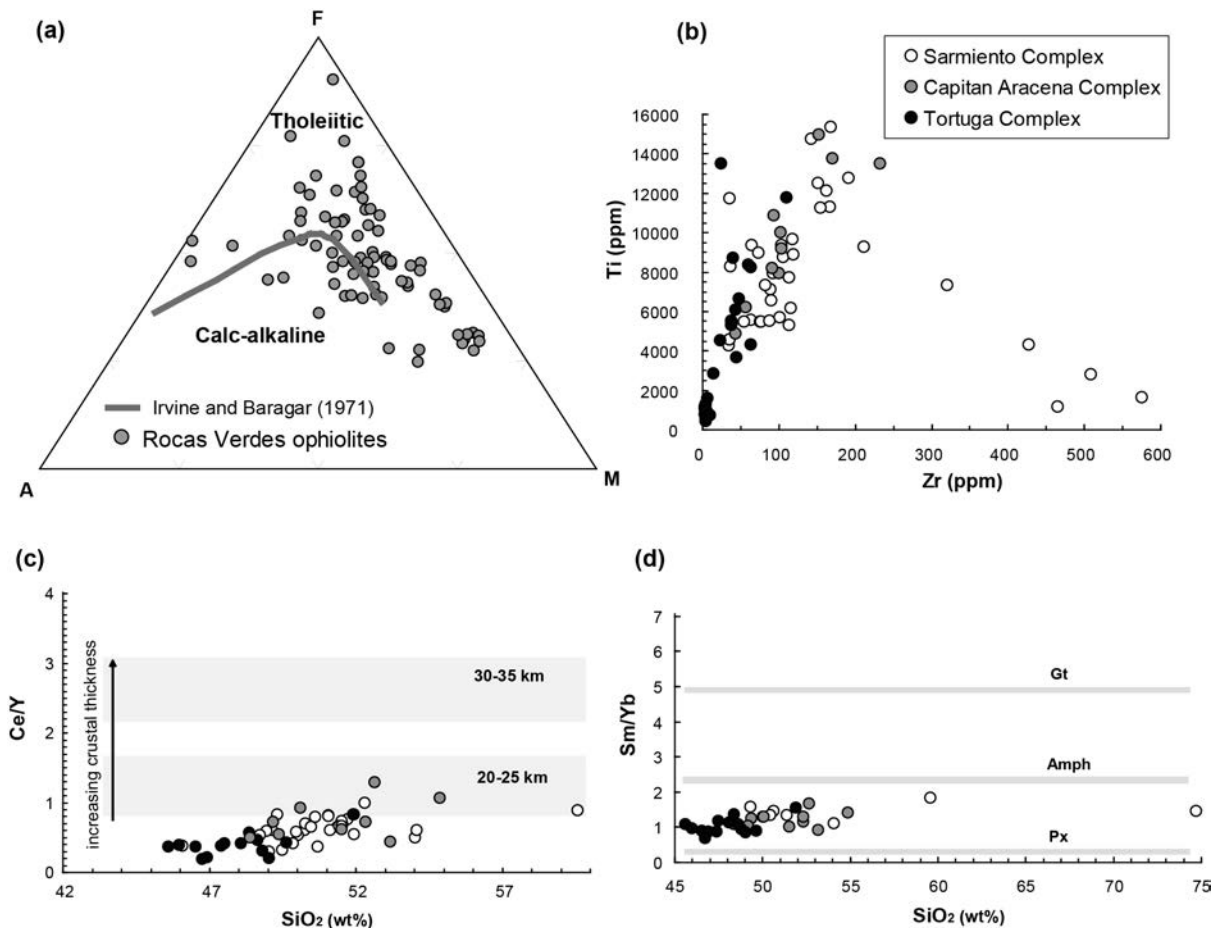 (a)
F
Tholeiitic
Calc-alkaline
Irvine and Baragar (1971)
Rocas Verdes ophiolites
A
M
(b)
Sarmiento Complex
Capitan Aracena Complex
Tortuga Complex
16000
14000
12000
10000
8000
6000
4000
2000
0
Ti (ppm)
0 100 200 300 400 500 600
Zr (ppm)
(c)
4
3
2
1
0
Ce/Y
increasing crustal thickness
30-35 km
20-25 km
42 47 52 57
SiO2 (wt%)
(d)
7
6
5
4
3
2
1
0
Sm/Yb
Gt
Amph
Px
45 50 55 60 65 70 75
SiO2 (wt%)